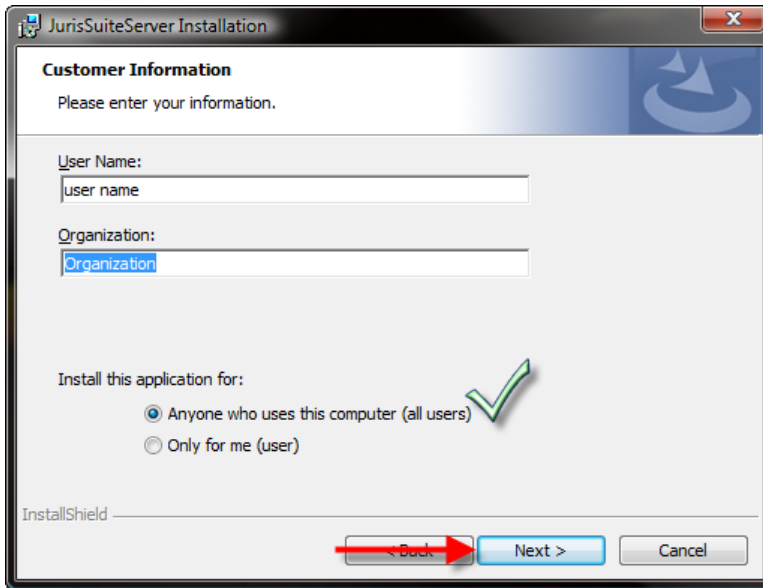 JurisSuiteServer Installation
Customer Information
Please enter your information.
User Name:
user name
Organization:
Organization
Install this application for:
Anyone who uses this computer (all users)
Only for me (user)
InstallShield
< Back
Next >
Cancel